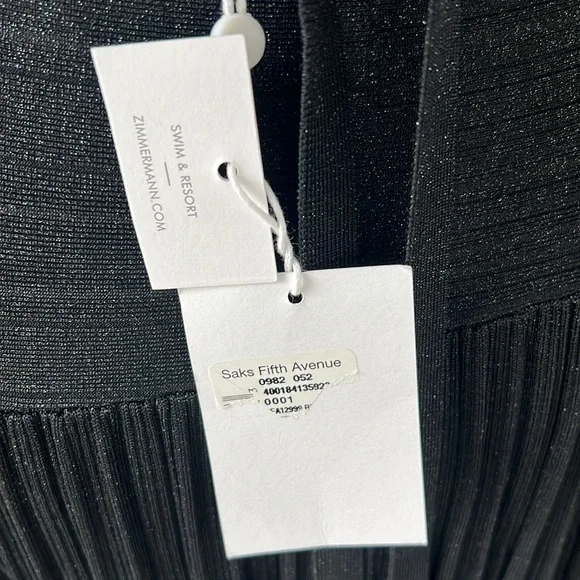 SWIM & RESORT
ZIMMERMANN.COM
Saks Fifth Avenue
0982 052
0001